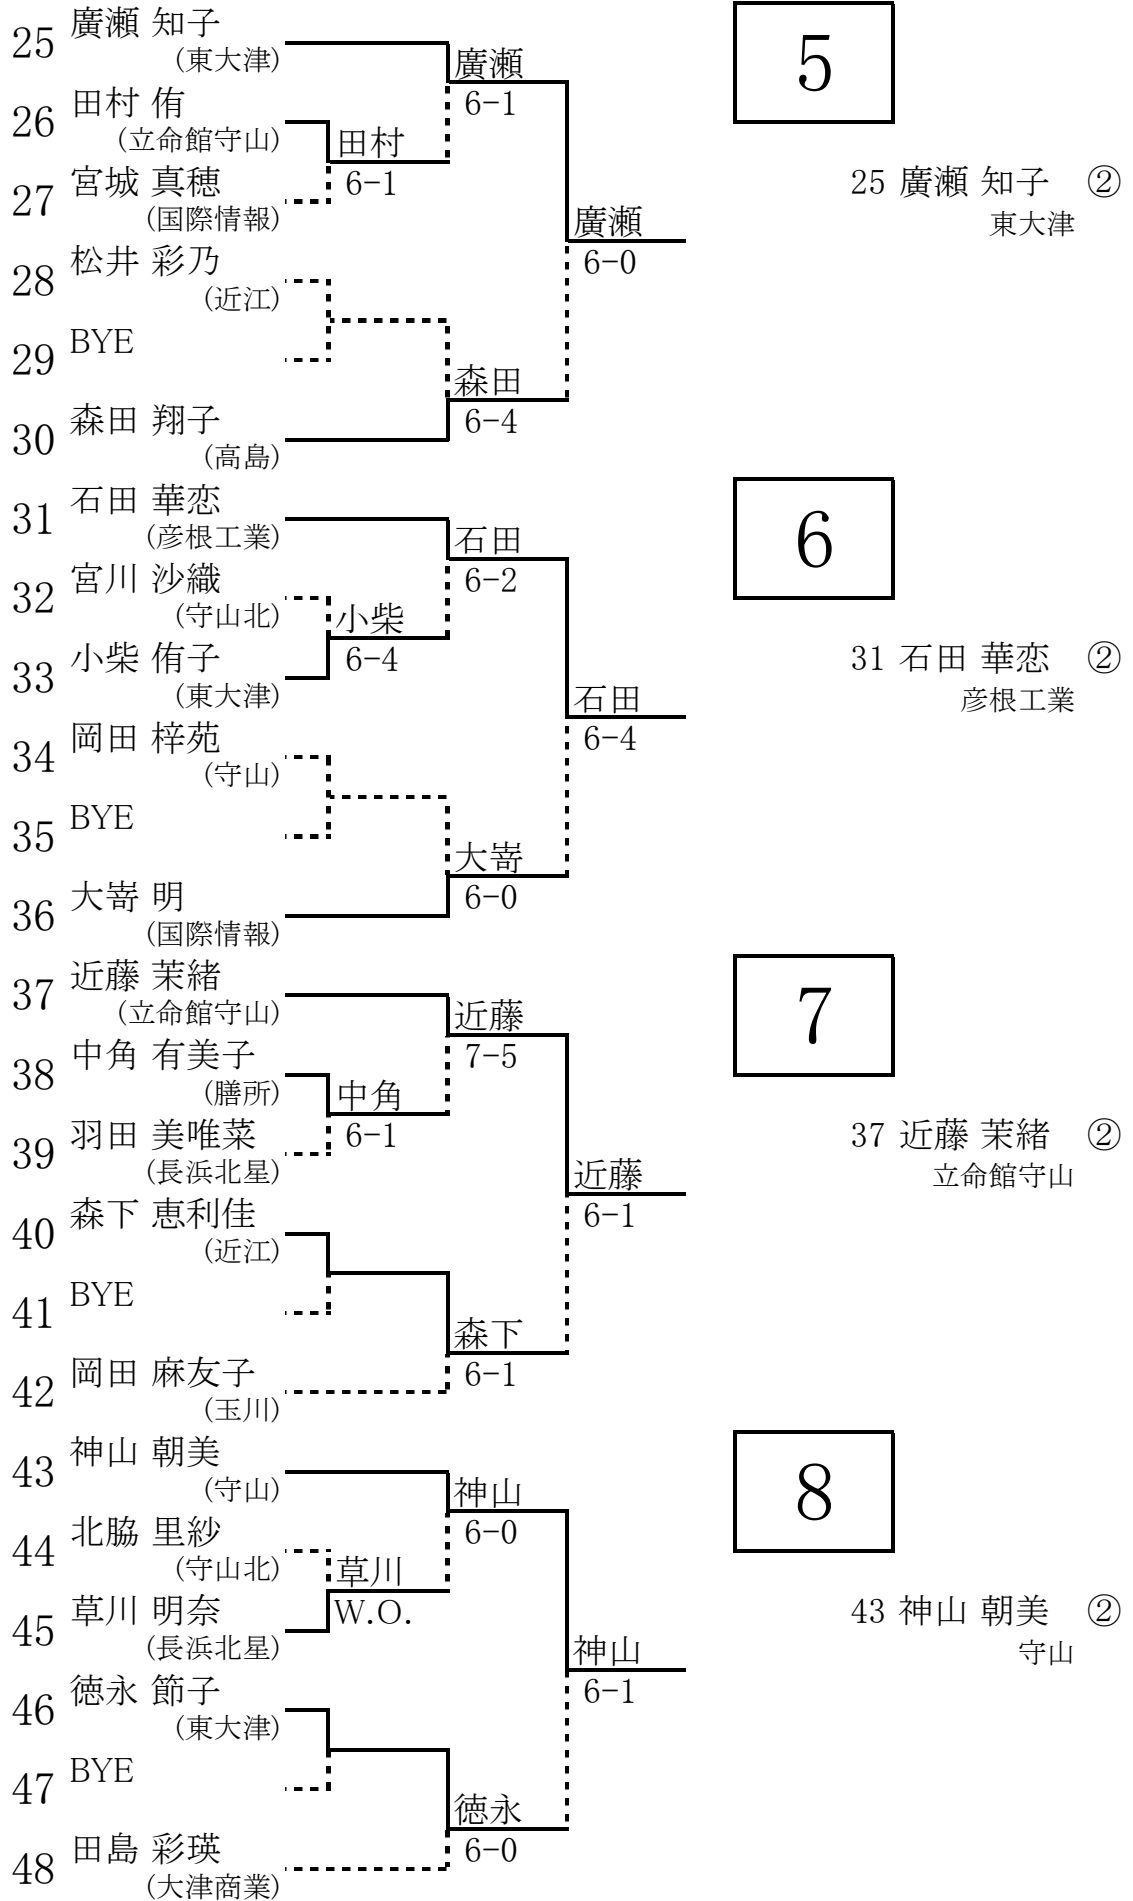 25 廣瀬 知子
(東大津)
26 田村 侑
(立命館守山)
27 宮城 真穂
(国際情報)
28 松井 彩乃
(近江)
29 BYE
30 森田 翔子
(高島)
田村
6-1
廣瀬
6-1
森田
6-4
廣瀬
6-0
5
25 廣瀬 知子 ②
東大津
31 石田 華恋
(彦根工業)
32 宮川 沙織
(守山北)
33 小柴 侑子
(東大津)
34 岡田 梓苑
(守山)
35 BYE
36 大嵜 明
(国際情報)
小柴
6-4
石田
6-2
大嵜
6-0
石田
6-4
6
31 石田 華恋 ②
彦根工業
37 近藤 茉緒
(立命館守山)
38 中角 有美子
(膳所)
39 羽田 美唯菜
(長浜北星)
40 森下 恵利佳
(近江)
41 BYE
42 岡田 麻友子
(玉川)
中角
6-1
近藤
7-5
森下
6-1
近藤
6-1
7
37 近藤 茉緒 ②
立命館守山
43 神山 朝美
(守山)
44 北脇 里紗
(守山北)
45 草川 明奈
(長浜北星)
46 徳永 節子
(東大津)
47 BYE
48 田島 彩瑛
(大津商業)
草川
W.O.
神山
6-0
徳永
6-0
神山
6-1
8
43 神山 朝美 ②
守山